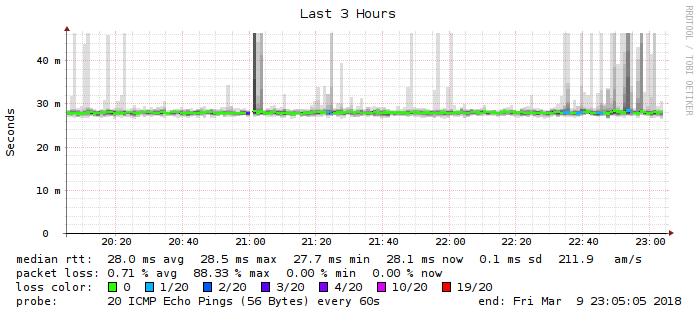 Last 3 Hours
RRDTOOL / TOBI OETIKER
Seconds
40 m
30 m
20 m
10 m
0
20:20 20:40 21:00 21:20 21:40 22:00 22:20 22:40 23:00
median rtt: 28.0 ms avg 28.5 ms max 27.7 ms min 28.1 ms now 0.1 ms sd 211.9 am/s
packet loss: 0.71 % avg 88.33 % max 0.00 % min 0.00 % now
loss color: 0 1/20 2/20 3/20 4/20 10/20 19/20
probe: 20 ICMP Echo Pings (56 Bytes) every 60s end: Fri Mar 9 23:05:05 2018